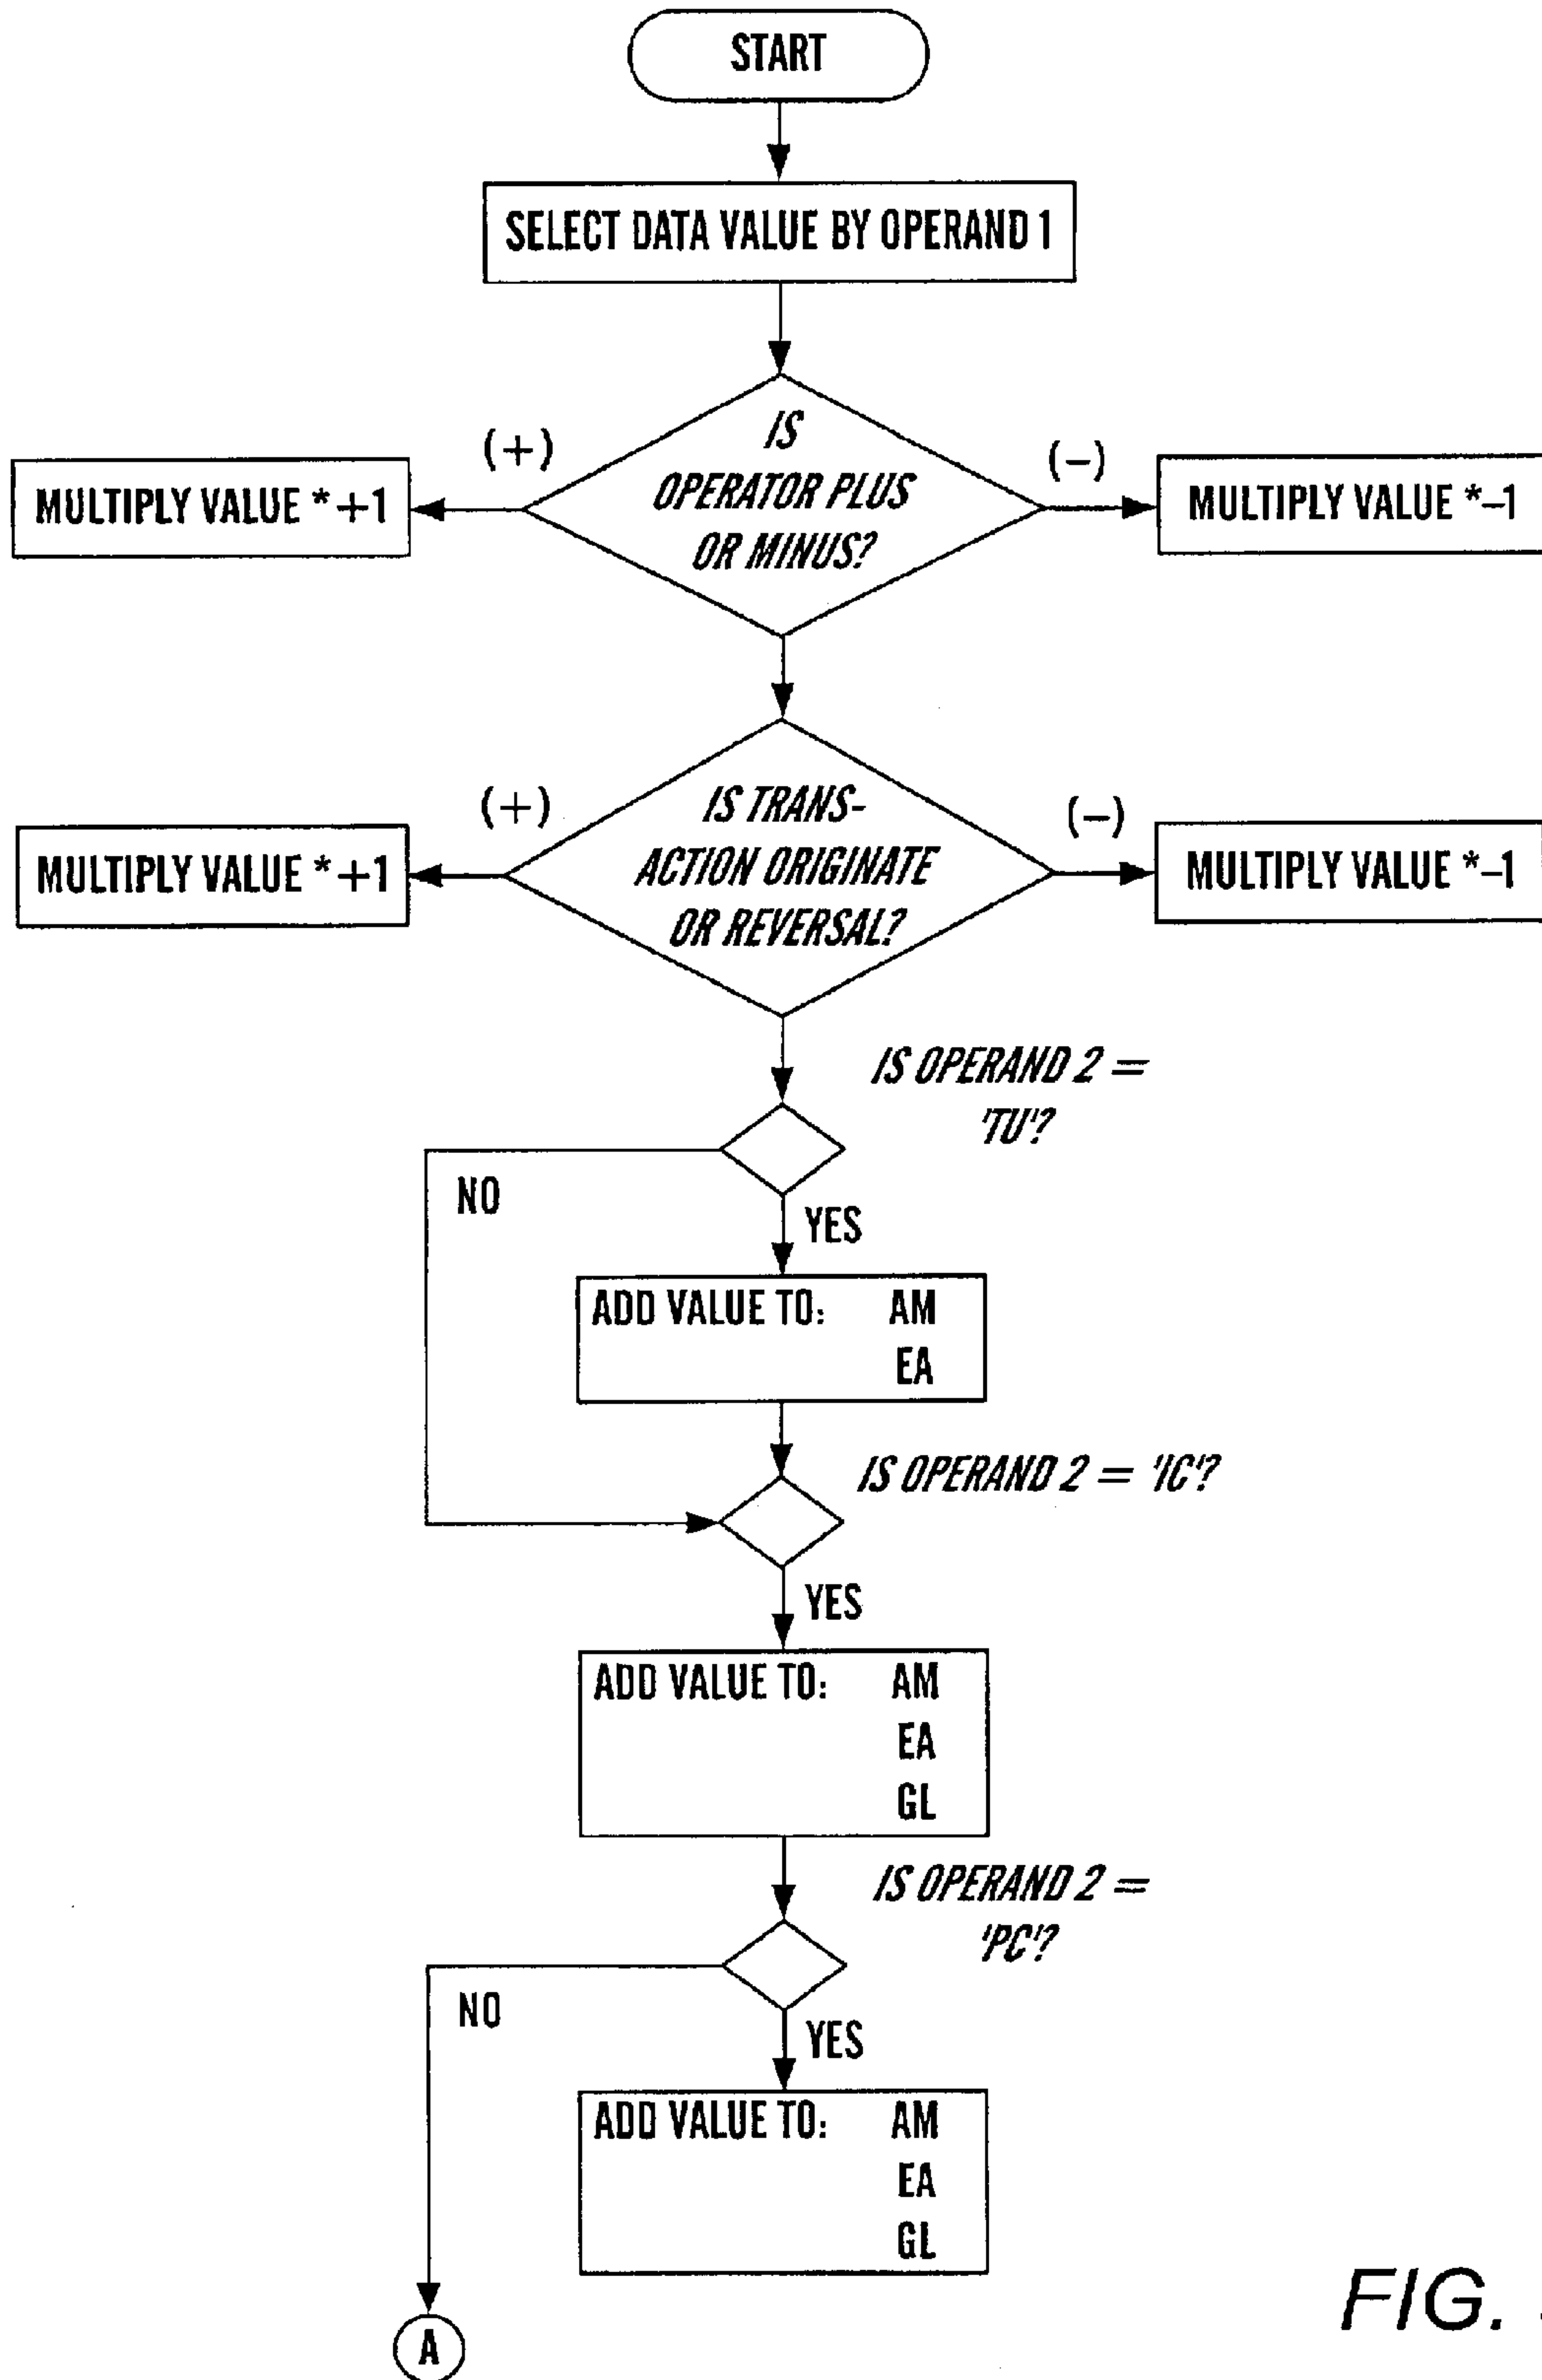 START
SELECT DATA VALUE BY OPERAND 1
IS
OPERATOR PLUS
OR MINUS?
(+)
MULTIPLY VALUE * +1
(−)
MULTIPLY VALUE *−1
IS TRANS-
ACTION ORIGINATE
OR REVERSAL?
(+)
MULTIPLY VALUE * +1
(−)
MULTIPLY VALUE *−1
IS OPERAND 2 =
'TU'?
NO
YES
ADD VALUE TO: AM
EA
IS OPERAND 2 = 'IC'?
YES
ADD VALUE TO: AM
EA
GL
IS OPERAND 2 =
'PC'?
NO
YES
ADD VALUE TO: AM
EA
GL
A
FIG.